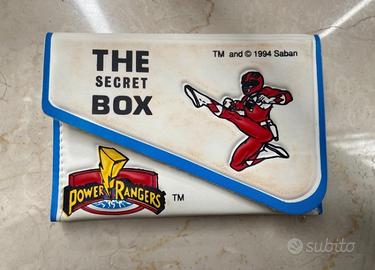 THE
SECRET
BOX
TM and © 1994 Saban
POWER RANGERS
TM
subito